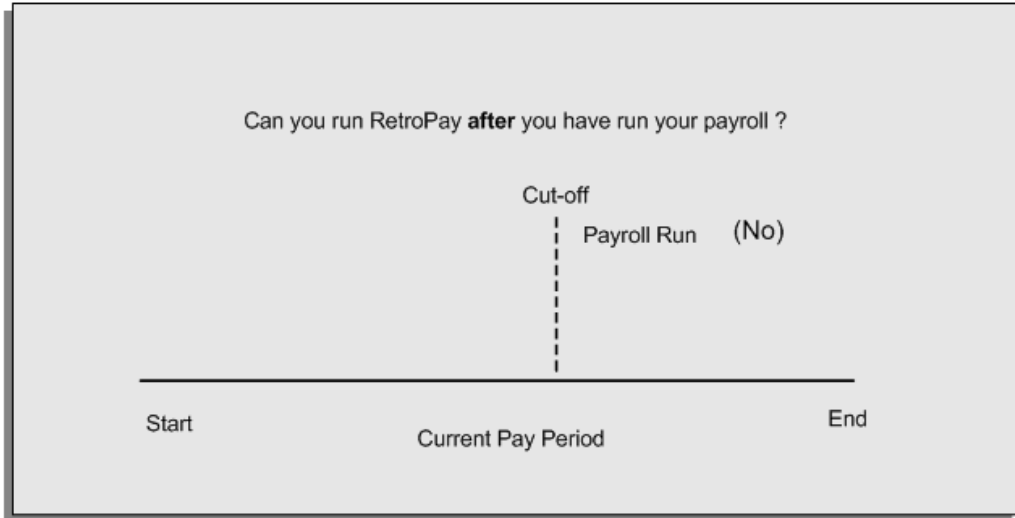 Can you run RetroPay after you have run your payroll ?
Cut-off
Payroll Run (No)
Start
End
Current Pay Period